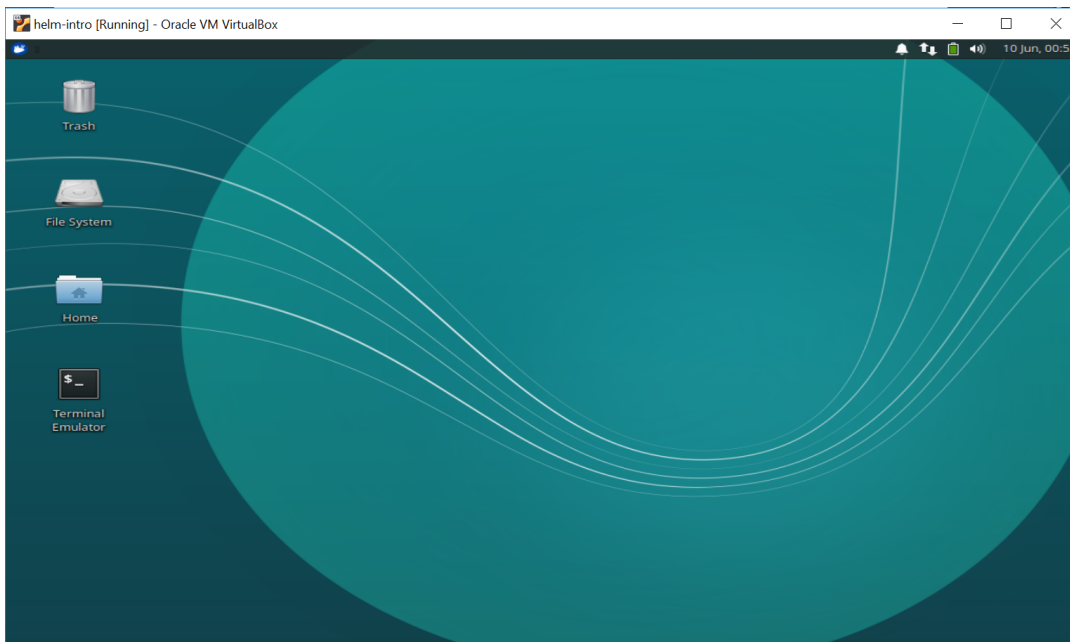 helm-intro [Running] - Oracle VM VirtualBox
10 Jun, 00:5
Trash
File System
Home
$_
Terminal
Emulator